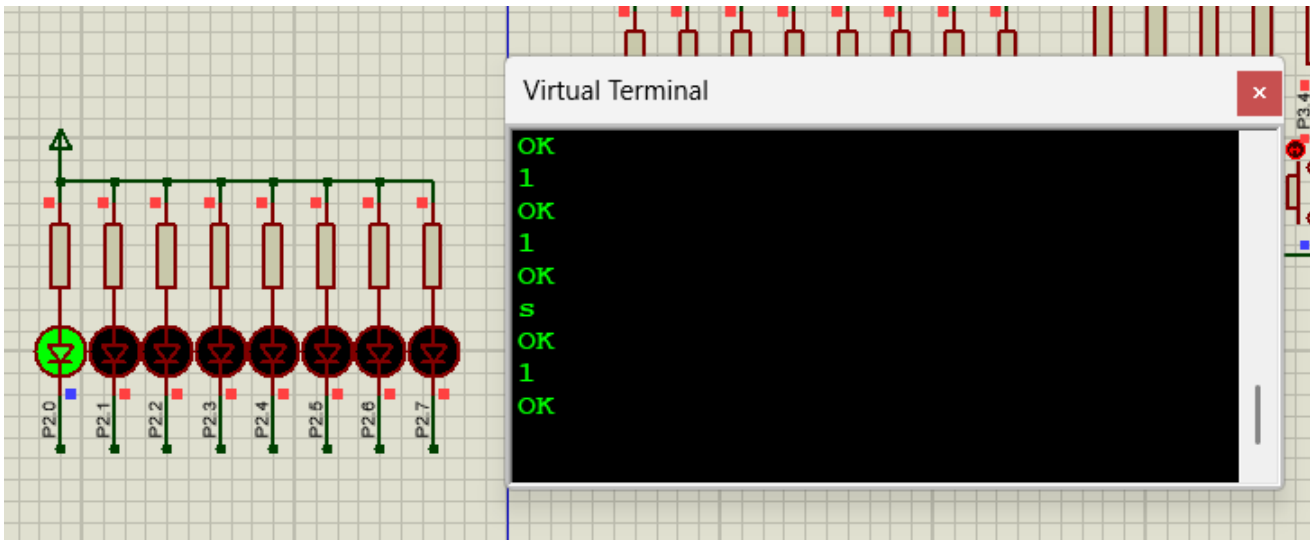 Virtual Terminal
OK
1
OK
1
OK
s
OK
1
OK
P3.4
P2.0
P2.1
P2.2
P2.3
P2.4
P2.5
P2.6
P2.7